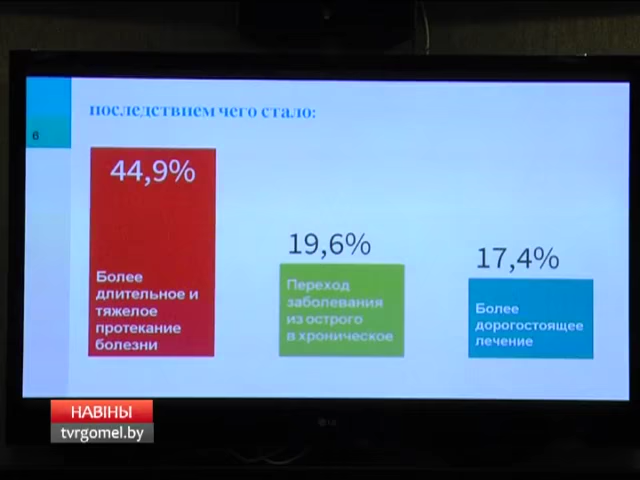 последствием чего стало:
6
44,9%
Более
длительное и
тяжелое
протекание
болезни
19,6%
Переход
заболевания
из острого
в хроническое
17,4%
Более
дорогостоящее
лечение
LG
НАВІНЫ
tvrgomel.by